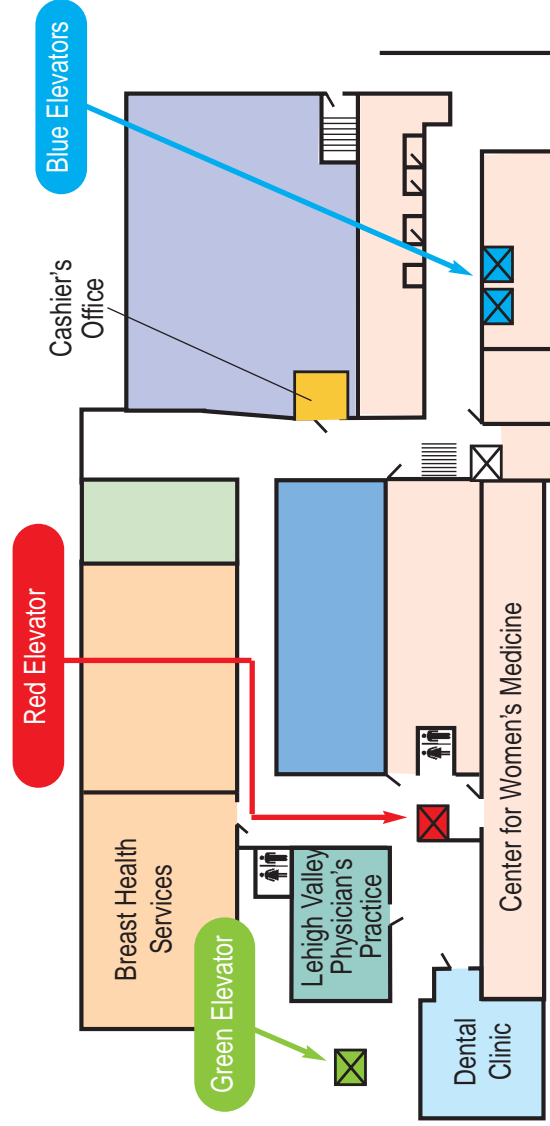 Green Elevator
Red Elevator
Blue Elevators
Breast Health
Services
Cashier's
Office
Lehigh Valley
Physician's
Practice
Dental
Clinic
Center for Women's Medicine